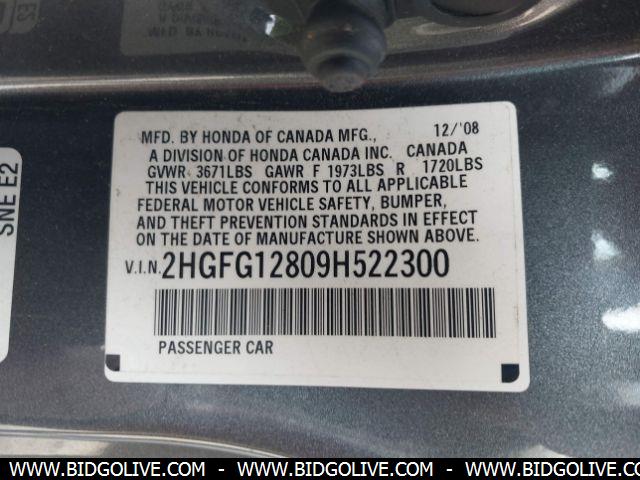 MFD. BY HONDA OF CANADA MFG., 12/'08
A DIVISION OF HONDA CANADA INC. CANADA
GVWR 3671LBS GAWR F 1973LBS R 1720LBS
THIS VEHICLE CONFORMS TO ALL APPLICABLE
FEDERAL MOTOR VEHICLE SAFETY, BUMPER,
AND THEFT PREVENTION STANDARDS IN EFFECT
ON THE DATE OF MANUFACTURE SHOWN ABOVE.
V.I.N. 2HGFG12809H522300
PASSENGER CAR
SNE E2
WWW.BIDGOLIVE.COM - WWW.BIDGOLIVE.COM - WWW.BIDGOLIVE.COM